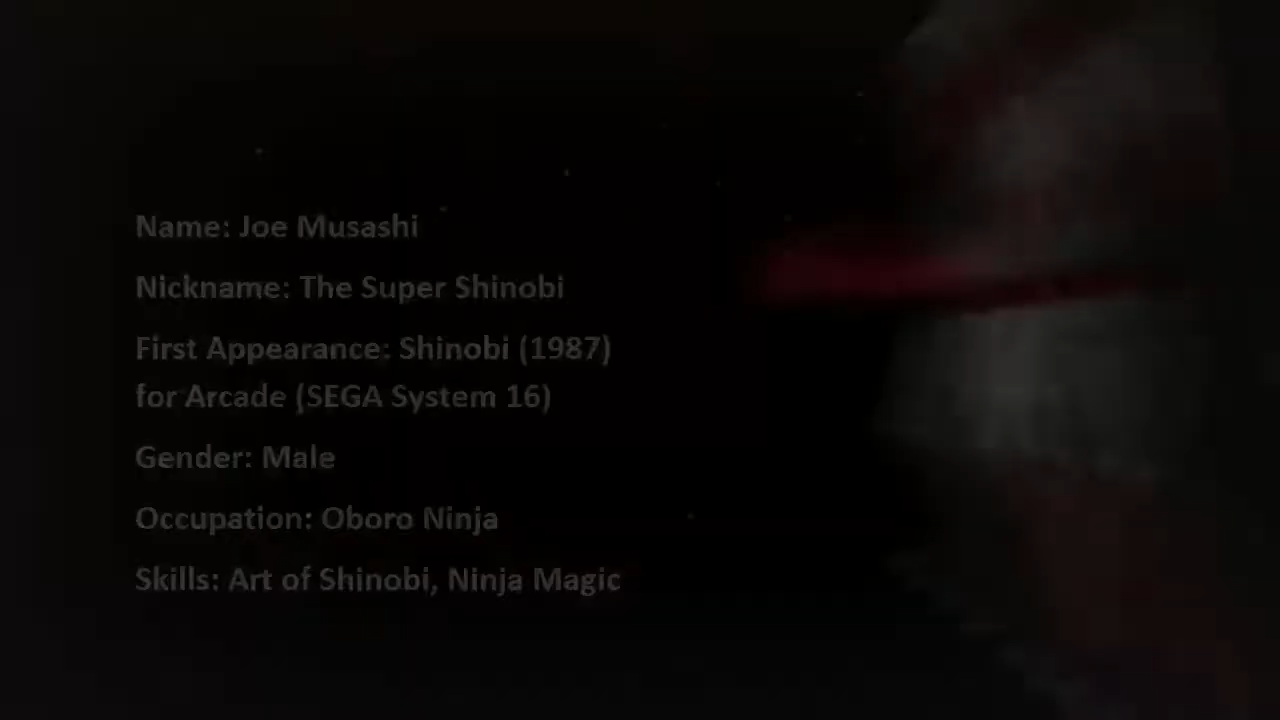 Name: Joe Musashi
Nickname: The Super Shinobi
First Appearance: Shinobi (1987)
for Arcade (SEGA System 16)
Gender: Male
Occupation: Oboro Ninja
Skills: Art of Shinobi, Ninja Magic